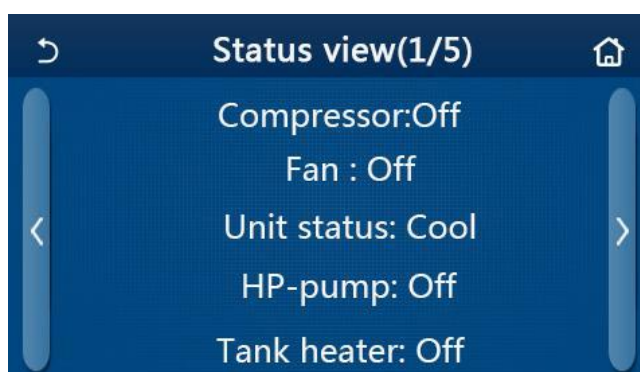 Status view(1/5)
Compressor:Off
Fan : Off
Unit status: Cool
HP-pump: Off
Tank heater: Off